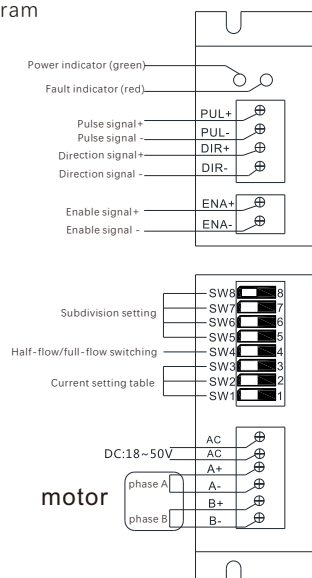 ram
Power indicator (green)
Fault indicator (red)
PUL+
Pulse signal+
PUL-
Pulse signal -
DIR+
Direction signal+
DIR-
Direction signal -
ENA+
Enable signal+
ENA-
Enable signal -
SW8 8
SW7 7
Subdivision setting
SW6 6
SW5 5
Half-flow/full-flow switching SW4 4
SW3 3
Current setting table SW2 2
SW1 1
AC
DC:18~50V AC
A+
phase A A-
motor
B+
phase B B-